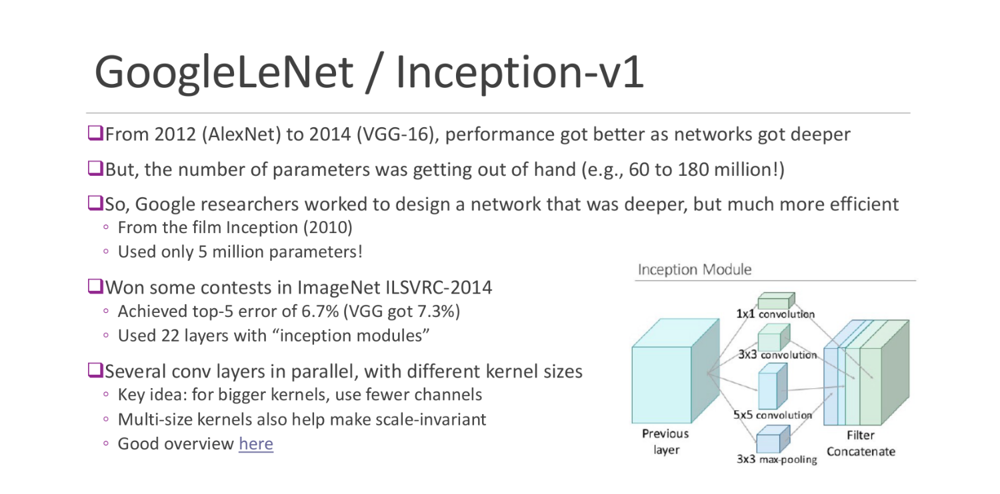 GoogleLeNet / Inception-v1
❑From 2012 (AlexNet) to 2014 (VGG-16), performance got better as networks got deeper
❑But, the number of parameters was getting out of hand (e.g., 60 to 180 million!)
❑So, Google researchers worked to design a network that was deeper, but much more efficient
◦ From the film Inception (2010)
◦ Used only 5 million parameters!
❑Won some contests in ImageNet ILSVRC-2014
◦ Achieved top-5 error of 6.7% (VGG got 7.3%)
◦ Used 22 layers with “inception modules”
❑Several conv layers in parallel, with different kernel sizes
◦ Key idea: for bigger kernels, use fewer channels
◦ Multi-size kernels also help make scale-invariant
◦ Good overview here
Inception Module
1x1 convolution
3x3 convolution
5x5 convolution
3x3 max-pooling
Previous
layer
Filter
Concatenate